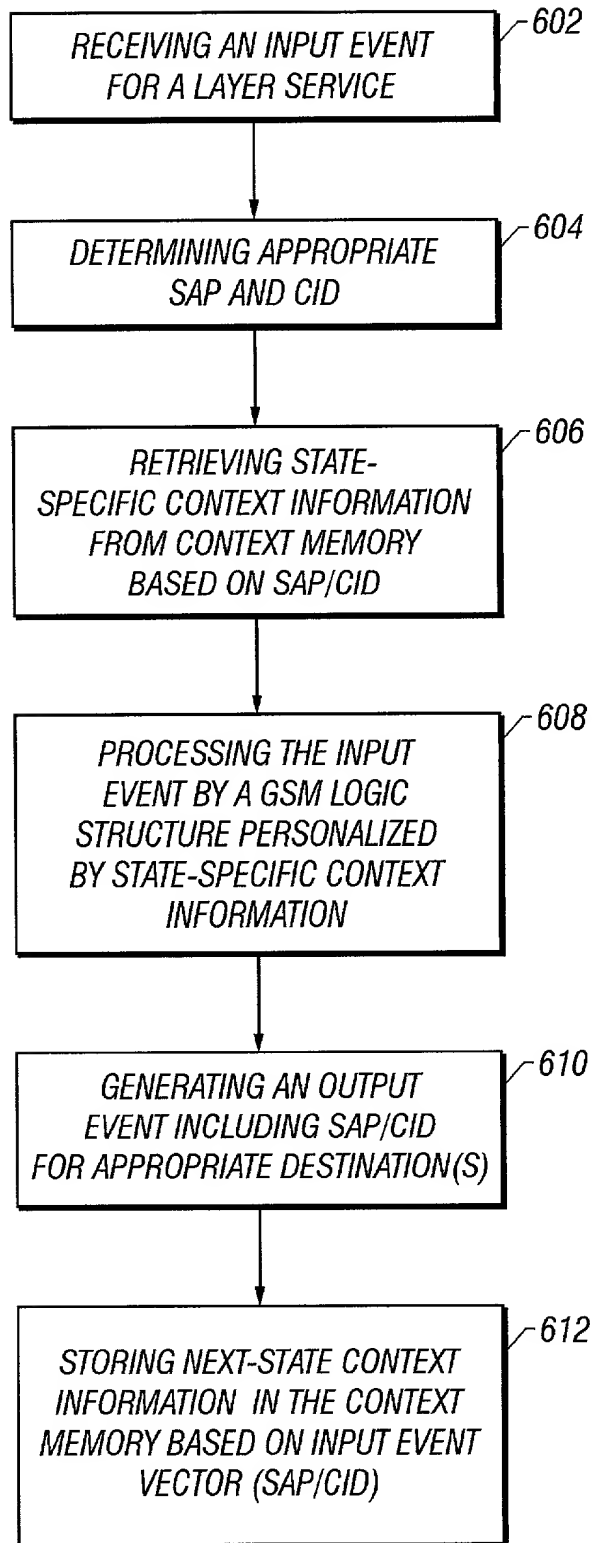 RECEIVING AN INPUT EVENT
FOR A LAYER SERVICE
602
DETERMINING APPROPRIATE
SAP AND CID
604
RETRIEVING STATE-
SPECIFIC CONTEXT INFORMATION
FROM CONTEXT MEMORY
BASED ON SAP/CID
606
PROCESSING THE INPUT
EVENT BY A GSM LOGIC
STRUCTURE PERSONALIZED
BY STATE-SPECIFIC CONTEXT
INFORMATION
608
GENERATING AN OUTPUT
EVENT INCLUDING SAP/CID
FOR APPROPRIATE DESTINATION(S)
610
STORING NEXT-STATE CONTEXT
INFORMATION IN THE CONTEXT
MEMORY BASED ON INPUT EVENT
VECTOR (SAP/CID)
612